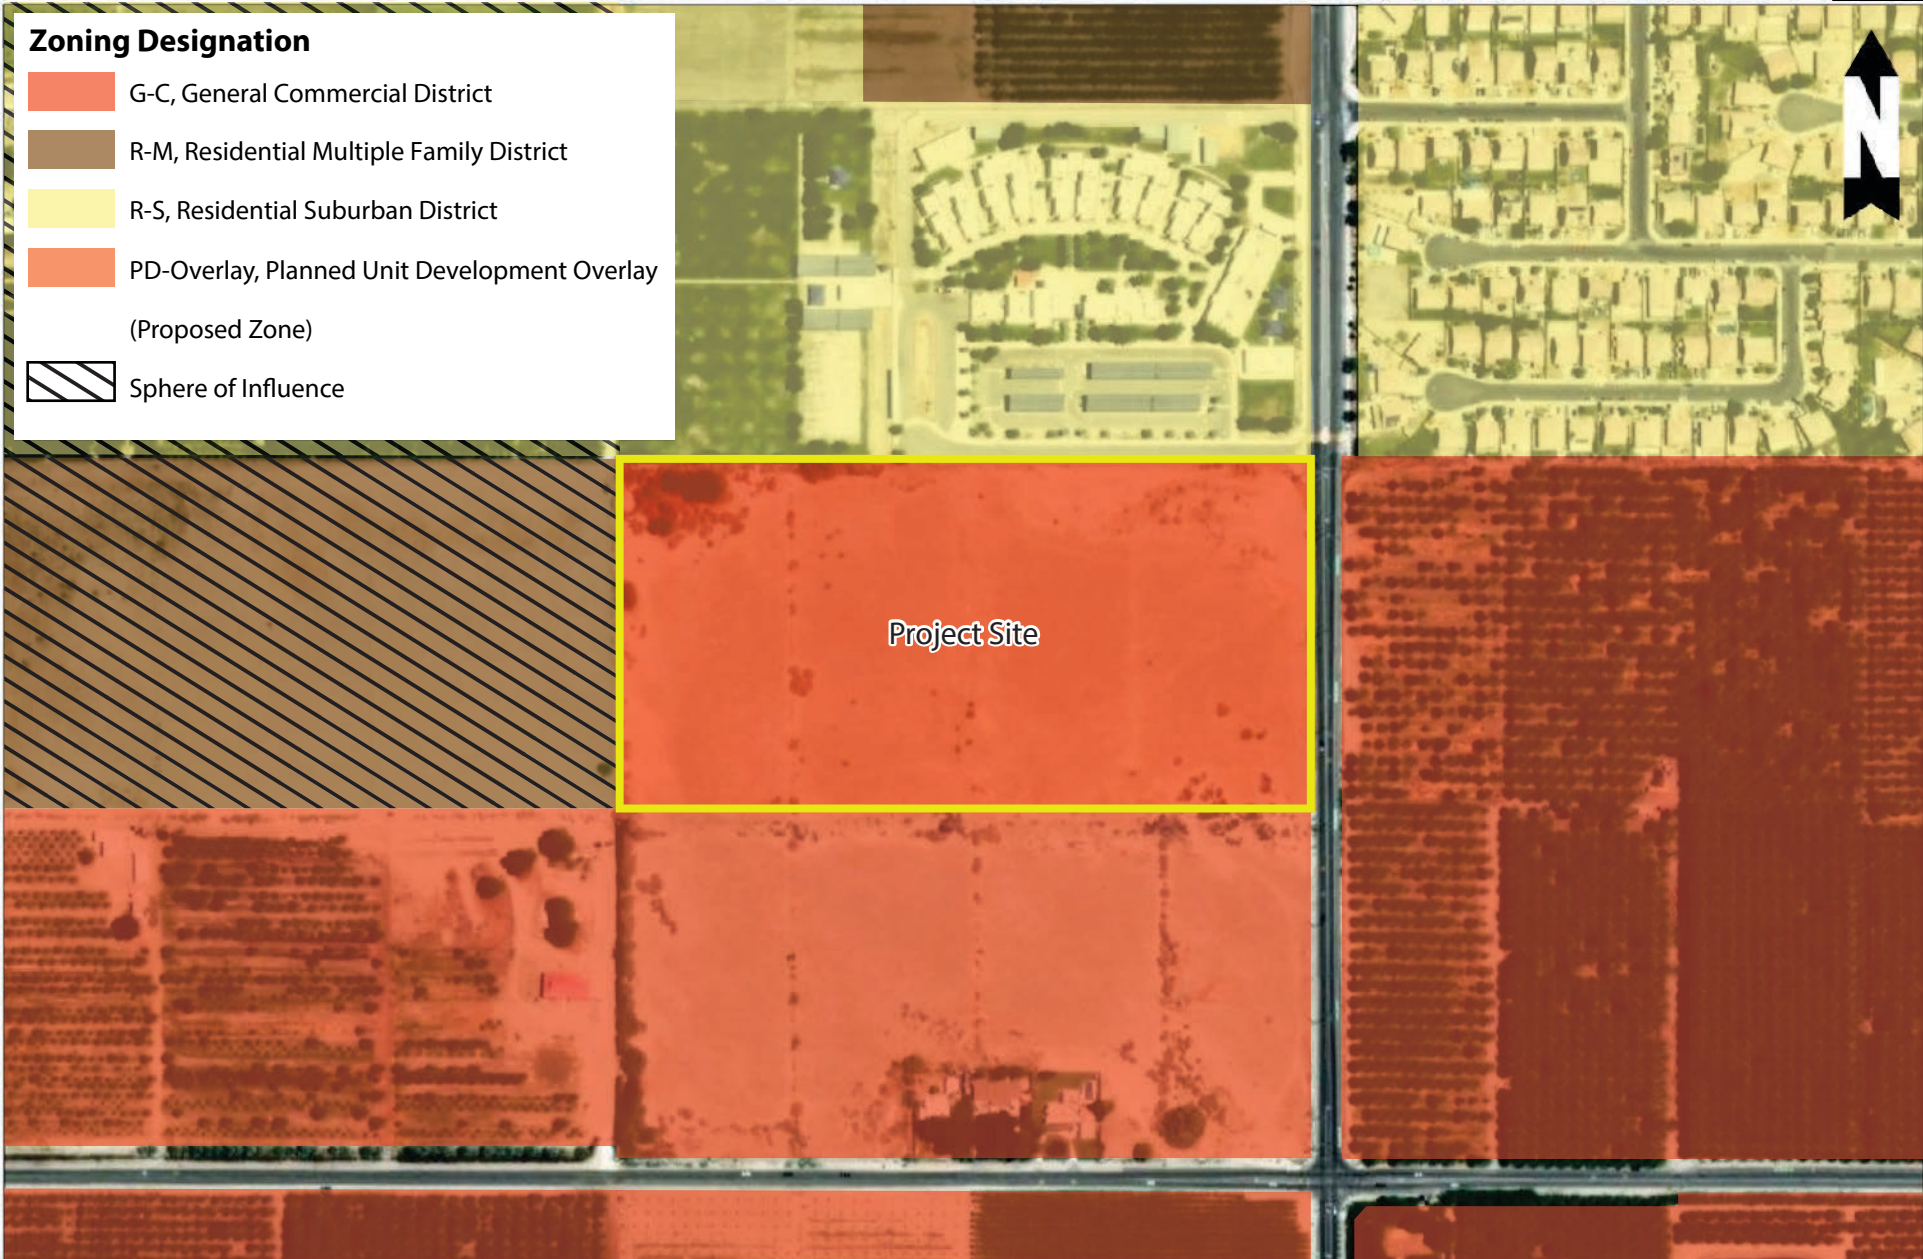 Zoning Designation
G-C, General Commercial District
R-M, Residential Multiple Family District
R-S, Residential Suburban District
PD-Overlay, Planned Unit Development Overlay
(Proposed Zone)
Sphere of Influence
N
Project Site